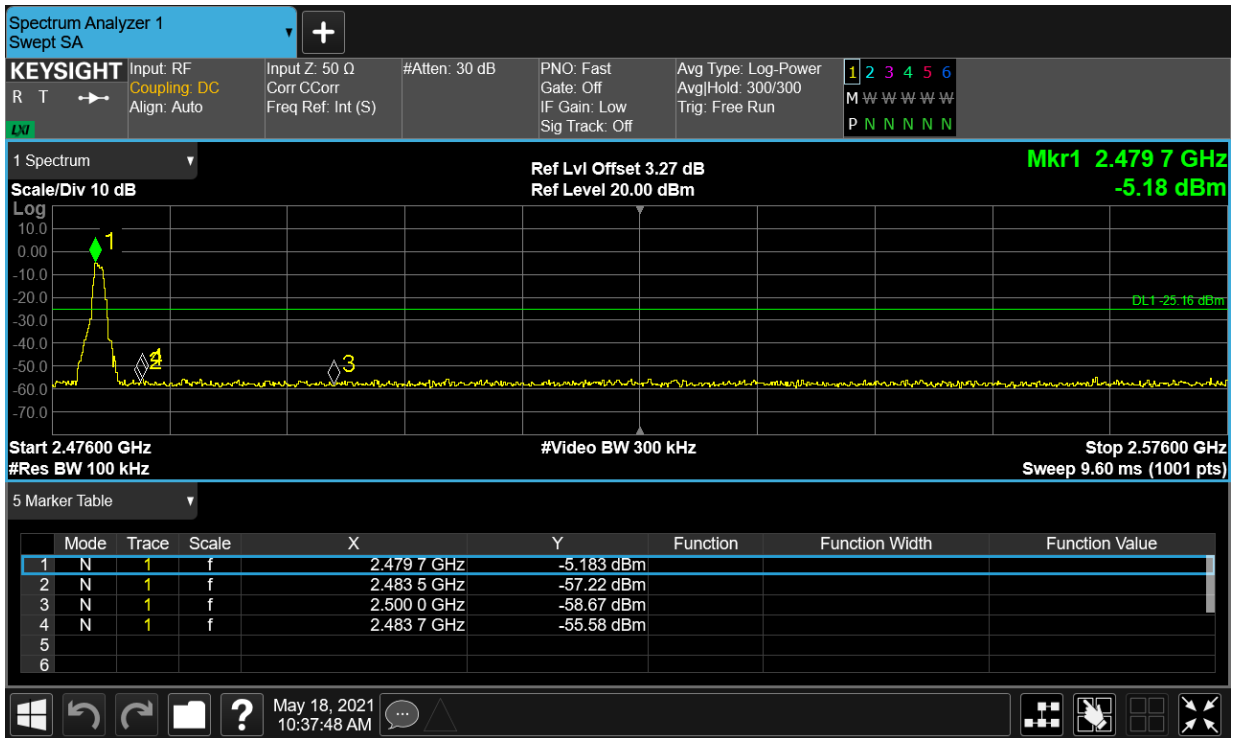 Spectrum Analyzer 1
Swept SA
KEYSIGHT
R T
LXI
Input: RF
Coupling: DC
Align: Auto
Input Z: 50 Ω
Corr CCorr
Freq Ref: Int (S)
#Atten: 30 dB
PNO: Fast
Gate: Off
IF Gain: Low
Sig Track: Off
Avg Type: Log-Power
Avg|Hold: 300/300
Trig: Free Run
1 2 3 4 5 6
M W W W W W
P N N N N N
1 Spectrum
Scale/Div 10 dB
Ref Lvl Offset 3.27 dB
Ref Level 20.00 dBm
Mkr1 2.479 7 GHz
-5.18 dBm
Log
10.0
0.00
-10.0
-20.0
-30.0
-40.0
-50.0
-60.0
-70.0
1
DL1 -25.16 dBm
4
2
3
Start 2.47600 GHz
#Video BW 300 kHz
Stop 2.57600 GHz
#Res BW 100 kHz
Sweep 9.60 ms (1001 pts)
5 Marker Table
Mode Trace Scale X Y Function Function Width Function Value
1 N 1 f 2.479 7 GHz -5.183 dBm
2 N 1 f 2.483 5 GHz -57.22 dBm
3 N 1 f 2.500 0 GHz -58.67 dBm
4 N 1 f 2.483 7 GHz -55.58 dBm
5
6
?
May 18, 2021
10:37:48 AM